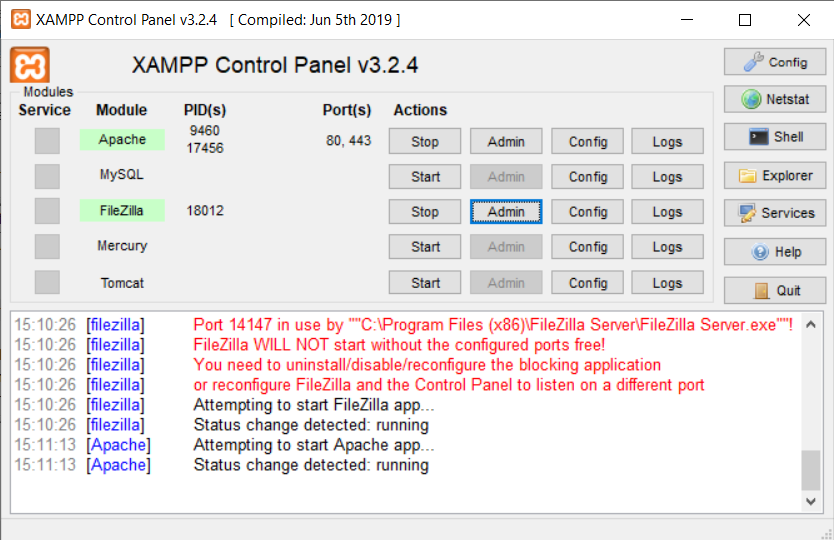 XAMPP Control Panel v3.2.4 [ Compiled: Jun 5th 2019 ]
XAMPP Control Panel v3.2.4
Config
Modules
Service Module PID(s) Port(s) Actions
Netstat
Apache 9460 17456 80, 443 Stop Admin Config Logs
Shell
MySQL Start Admin Config Logs
Explorer
FileZilla 18012 Stop Admin Config Logs
Services
Mercury Start Admin Config Logs
Help
Tomcat Start Admin Config Logs
Quit
15:10:26 [filezilla] Port 14147 in use by ""C:\Program Files (x86)\FileZilla Server\FileZilla Server.exe""!
15:10:26 [filezilla] FileZilla WILL NOT start without the configured ports free!
15:10:26 [filezilla] You need to uninstall/disable/reconfigure the blocking application
15:10:26 [filezilla] or reconfigure FileZilla and the Control Panel to listen on a different port
15:10:26 [filezilla] Attempting to start FileZilla app...
15:10:26 [filezilla] Status change detected: running
15:11:13 [Apache] Attempting to start Apache app...
15:11:13 [Apache] Status change detected: running